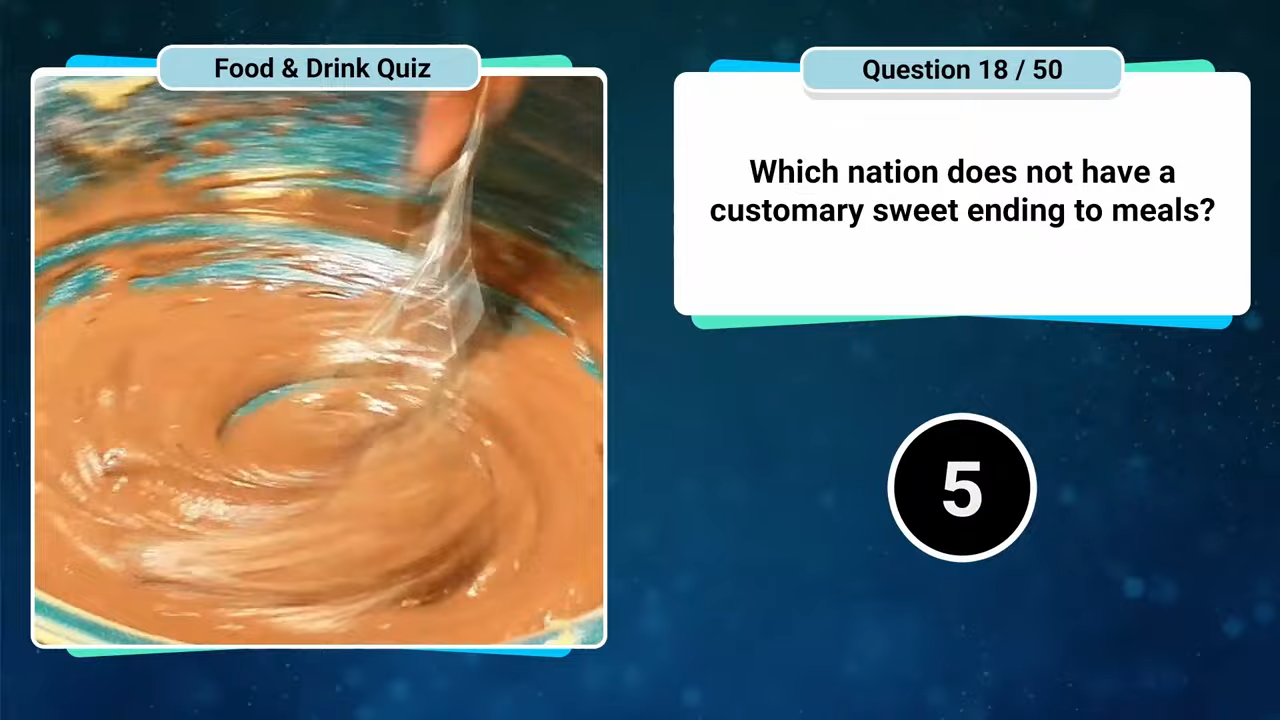 Food & Drink Quiz
Question 18 / 50
Which nation does not have a
customary sweet ending to meals?
5